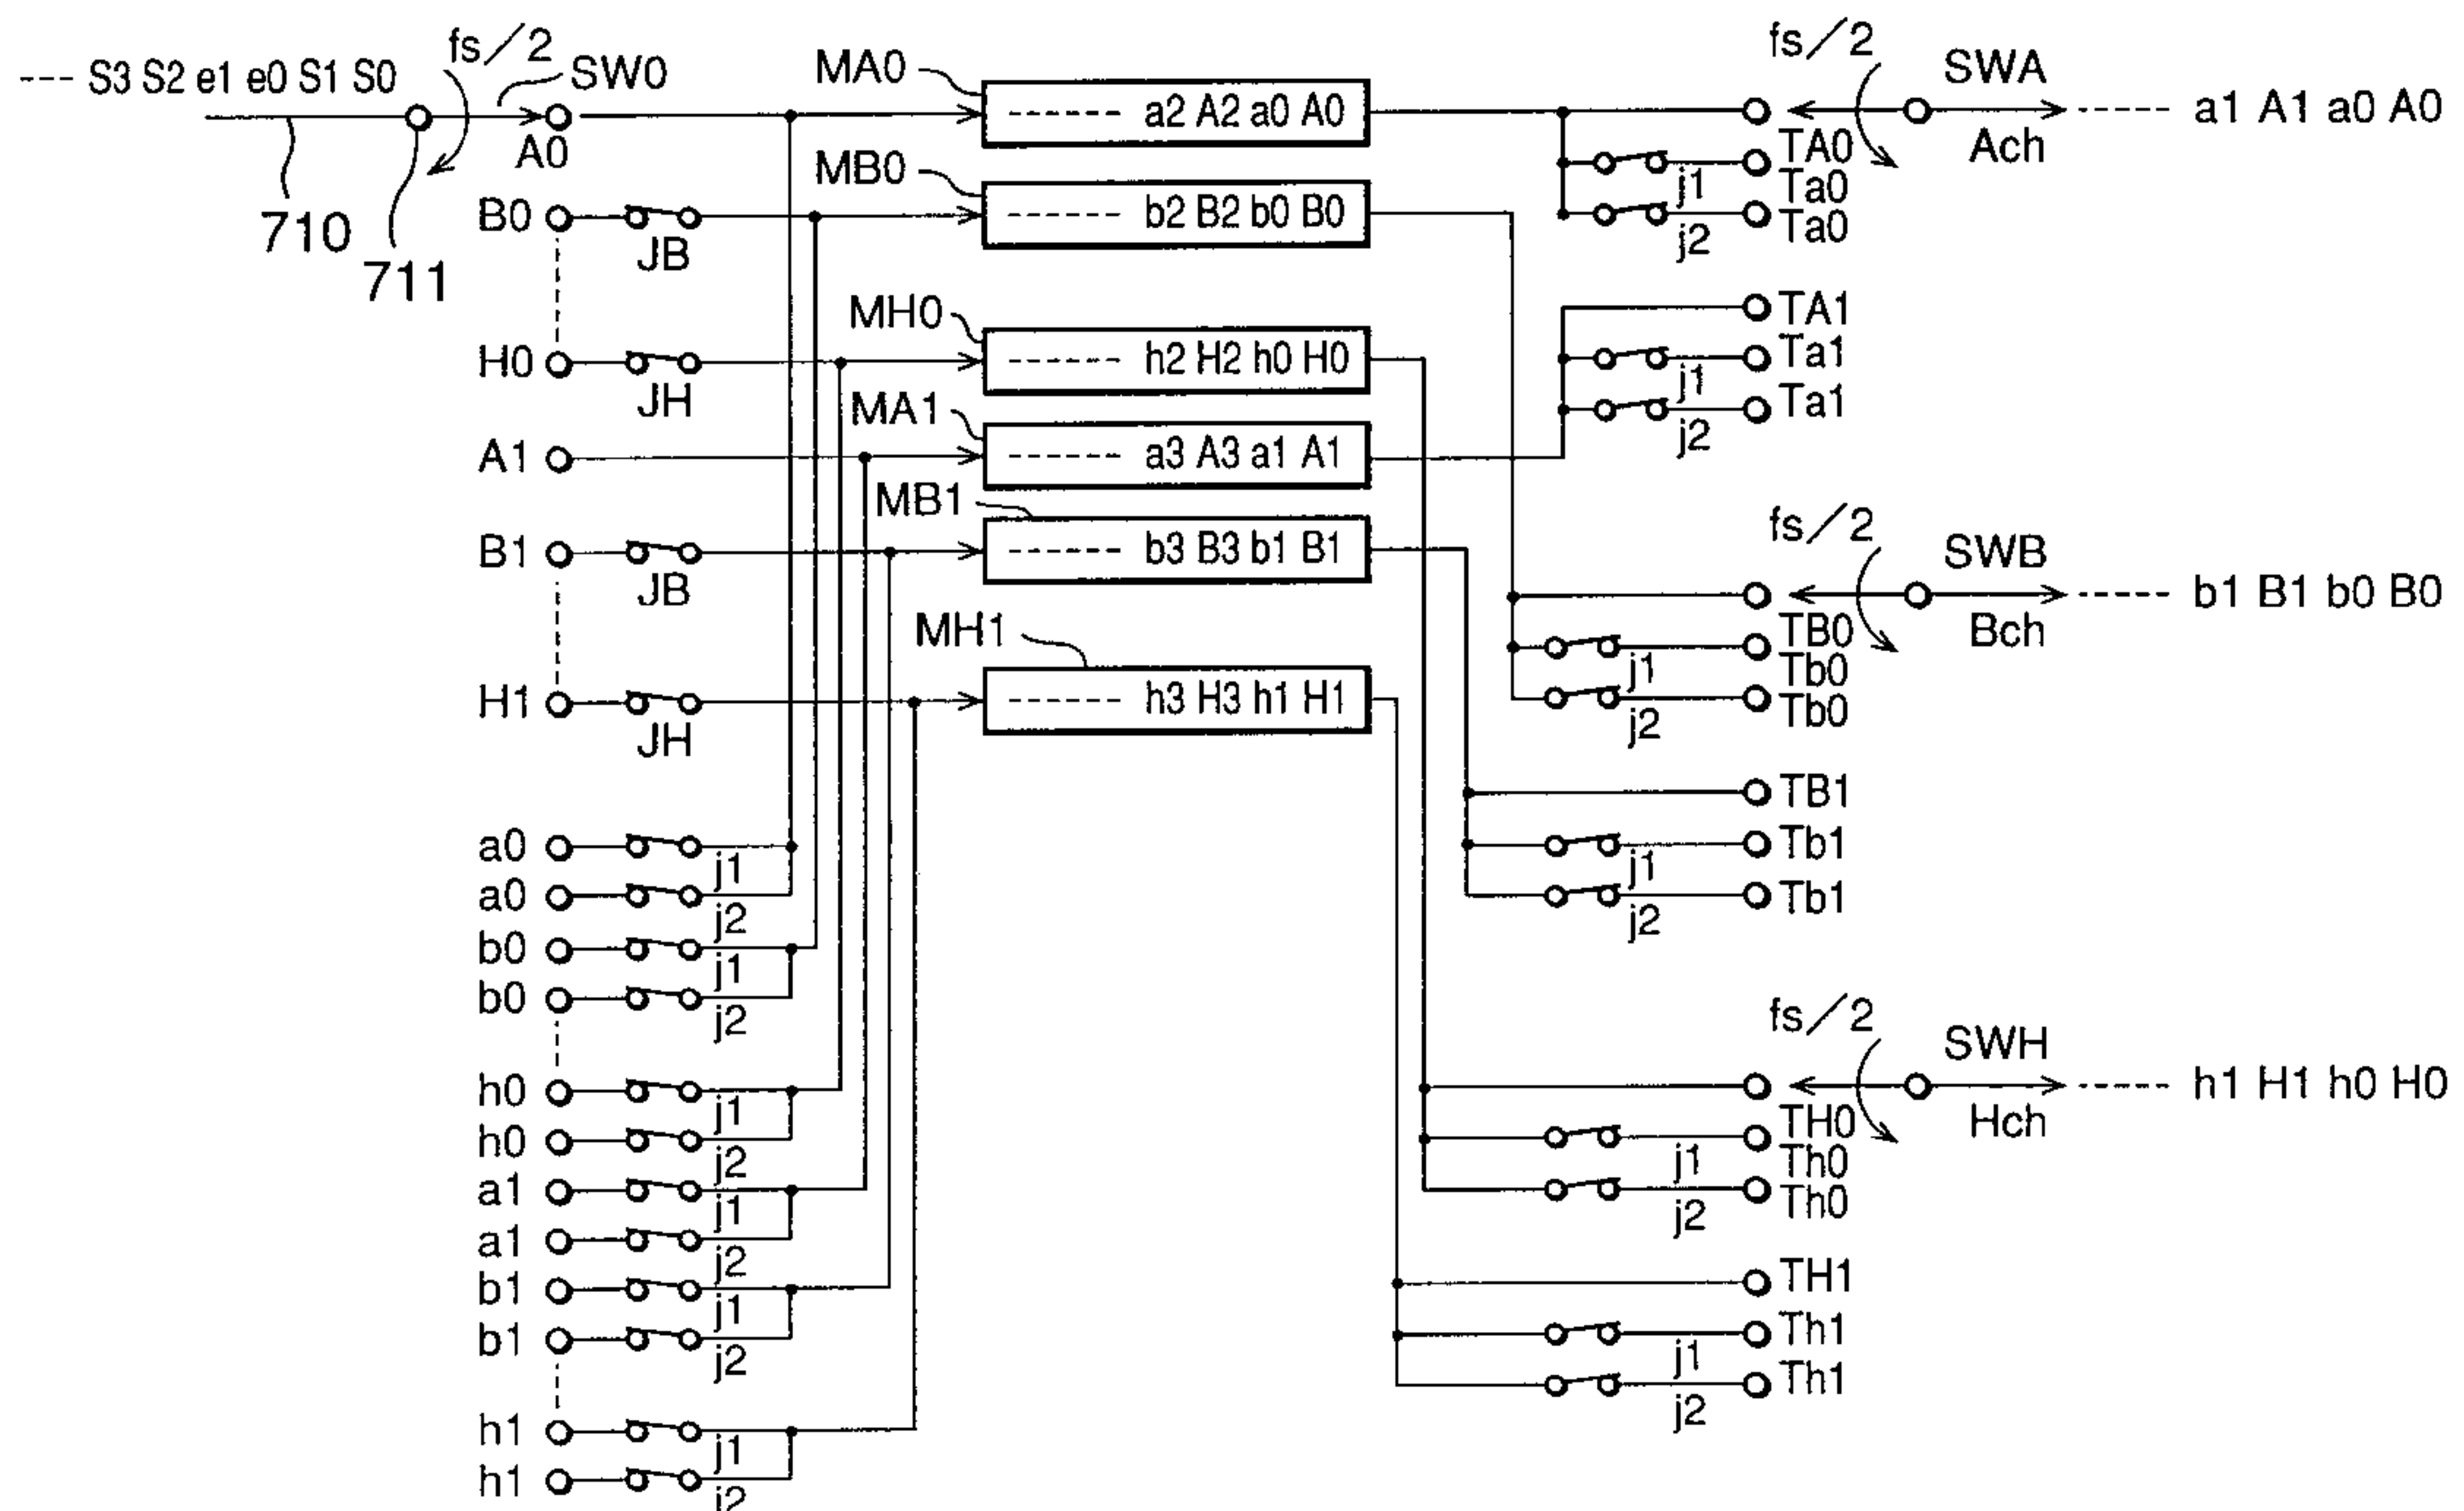 --- S3 S2 e1 e0 S1 S0
fs/2
SW0
A0
710
711
B0
JB
H0
JH
A1
B1
JB
H1
JH
a0
j1
a0
j2
b0
j1
b0
j2
h0
j1
h0
j2
a1
j1
a1
j2
b1
j1
b1
j2
h1
j1
h1
j2
MA0
------ a2 A2 a0 A0
MB0
------ b2 B2 b0 B0
MH0
------ h2 H2 h0 H0
MA1
------ a3 A3 a1 A1
MB1
------ b3 B3 b1 B1
MH1
------ h3 H3 h1 H1
fs/2
SWA
Ach
----- a1 A1 a0 A0
TA0
j1
Ta0
j2
Ta0
TA1
j1
Ta1
j2
Ta1
fs/2
SWB
Bch
----- b1 B1 b0 B0
TB0
j1
Tb0
j2
Tb0
TB1
j1
Tb1
j2
Tb1
fs/2
SWH
Hch
----- h1 H1 h0 H0
TH0
j1
Th0
j2
Th0
TH1
j1
Th1
j2
Th1